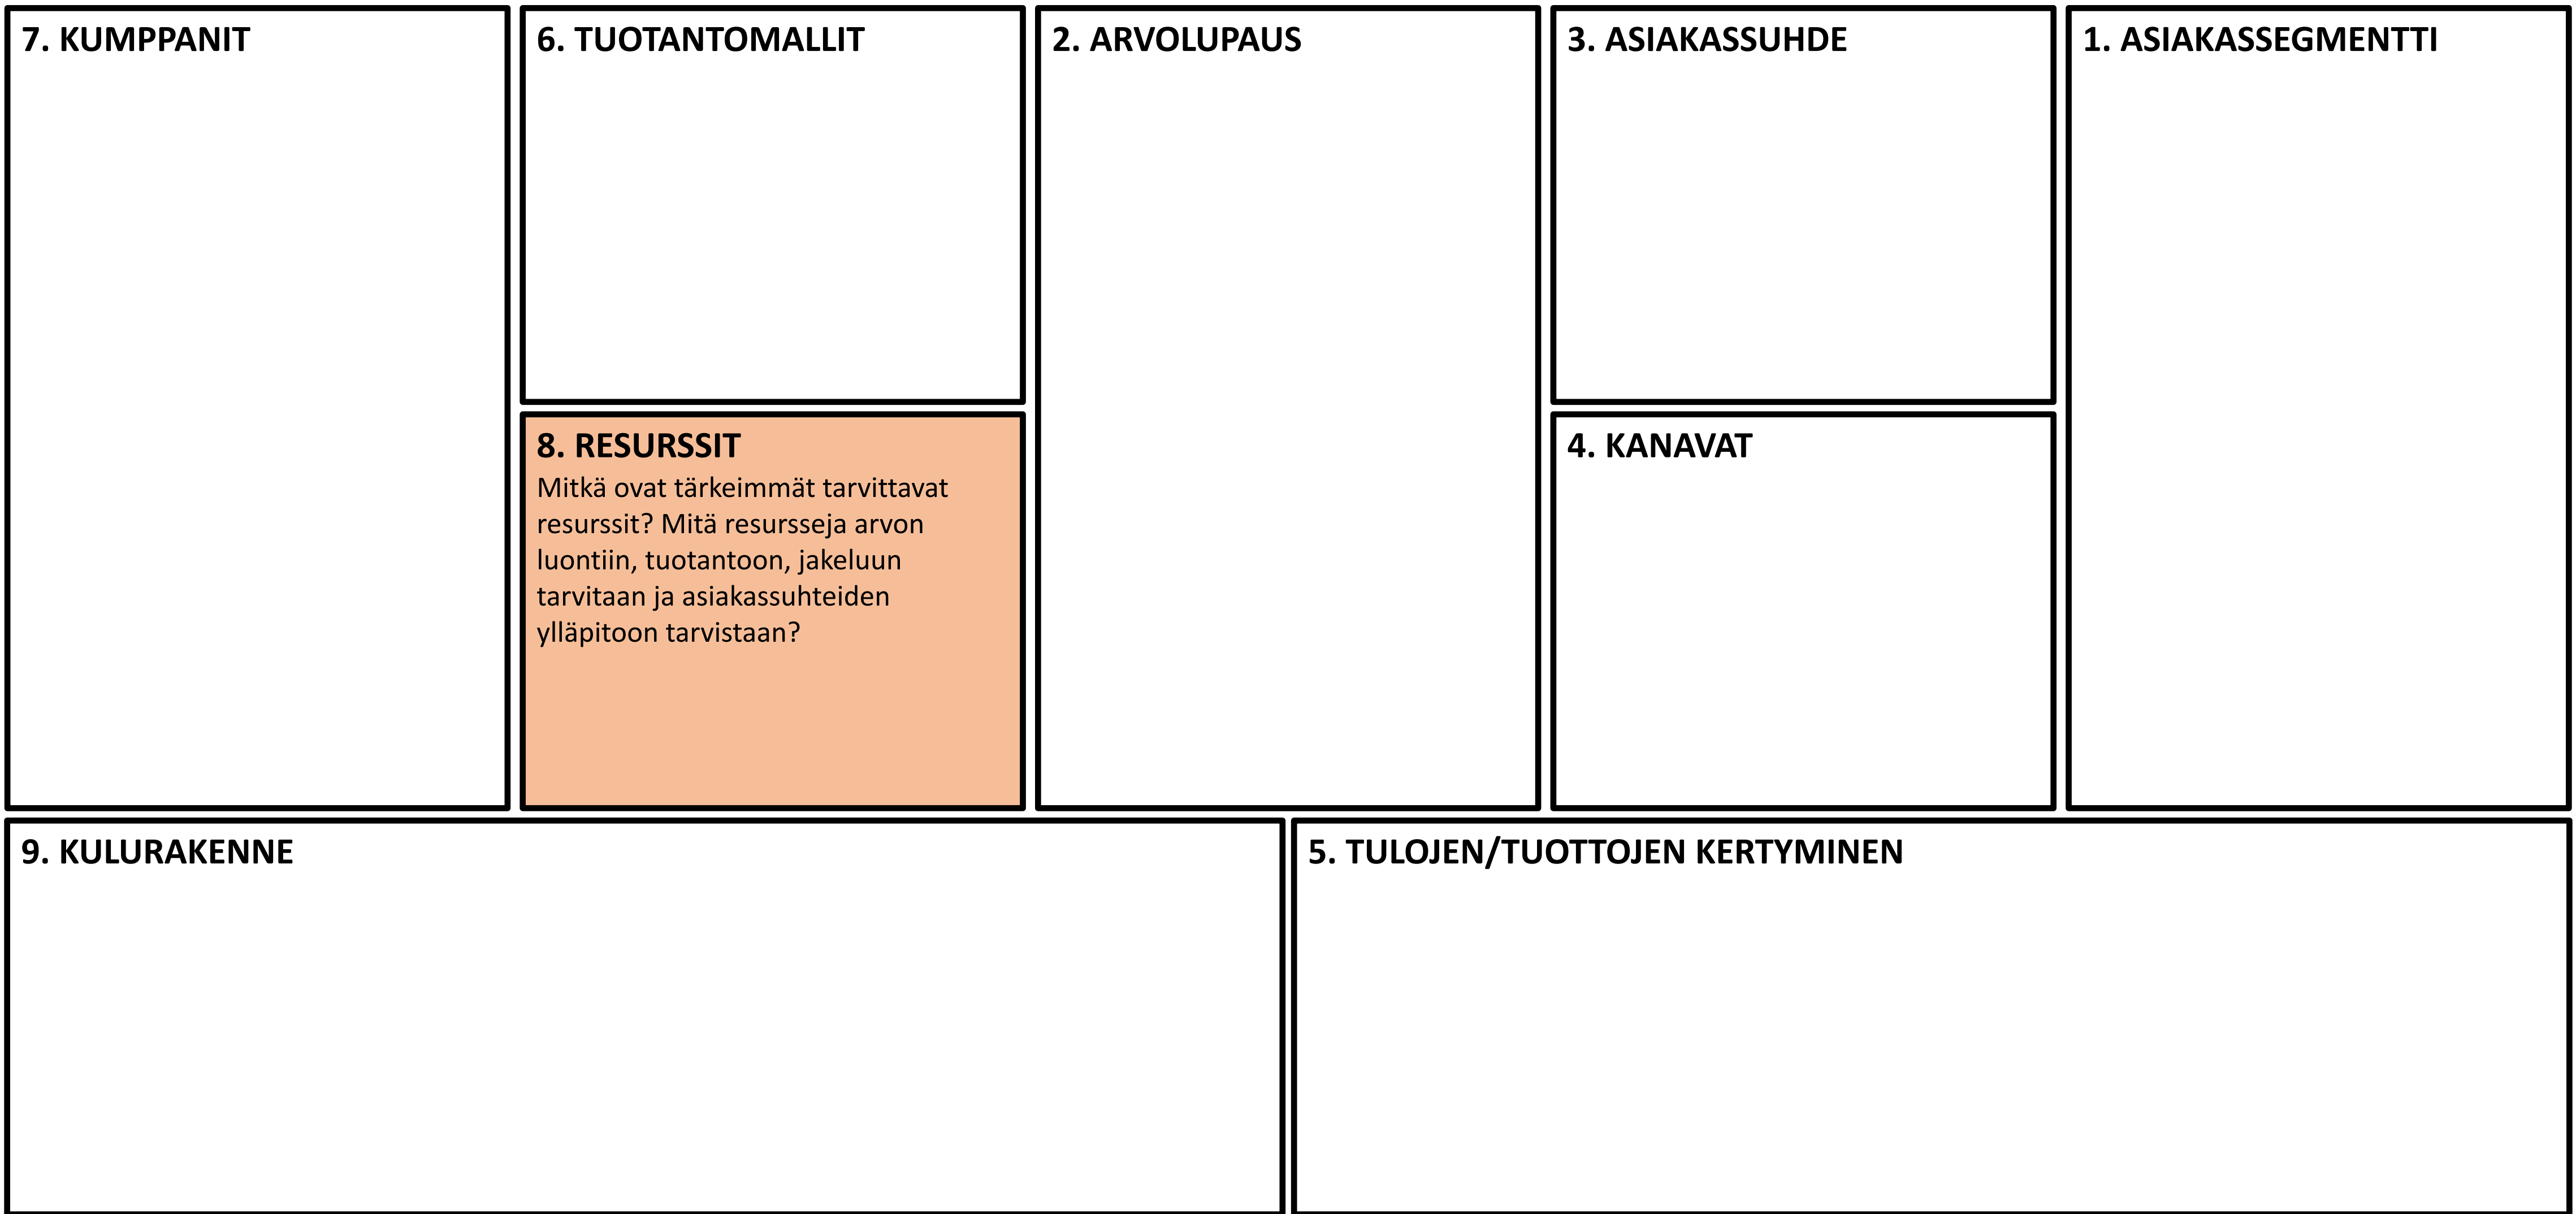 7. KUMPPANIT
6. TUOTANTOMALLIT
2. ARVOLUPAUS
3. ASIAKASSUHDE
1. ASIAKASSEGMENTTI
8. RESURSSIT
Mitkä ovat tärkeimmät tarvittavat
resurssit? Mitä resursseja arvon
luontiin, tuotantoon, jakeluun
tarvitaan ja asiakassuhteiden
ylläpitoon tarvistaan?
4. KANAVAT
9. KULURAKENNE
5. TULOJEN/TUOTTOJEN KERTYMINEN